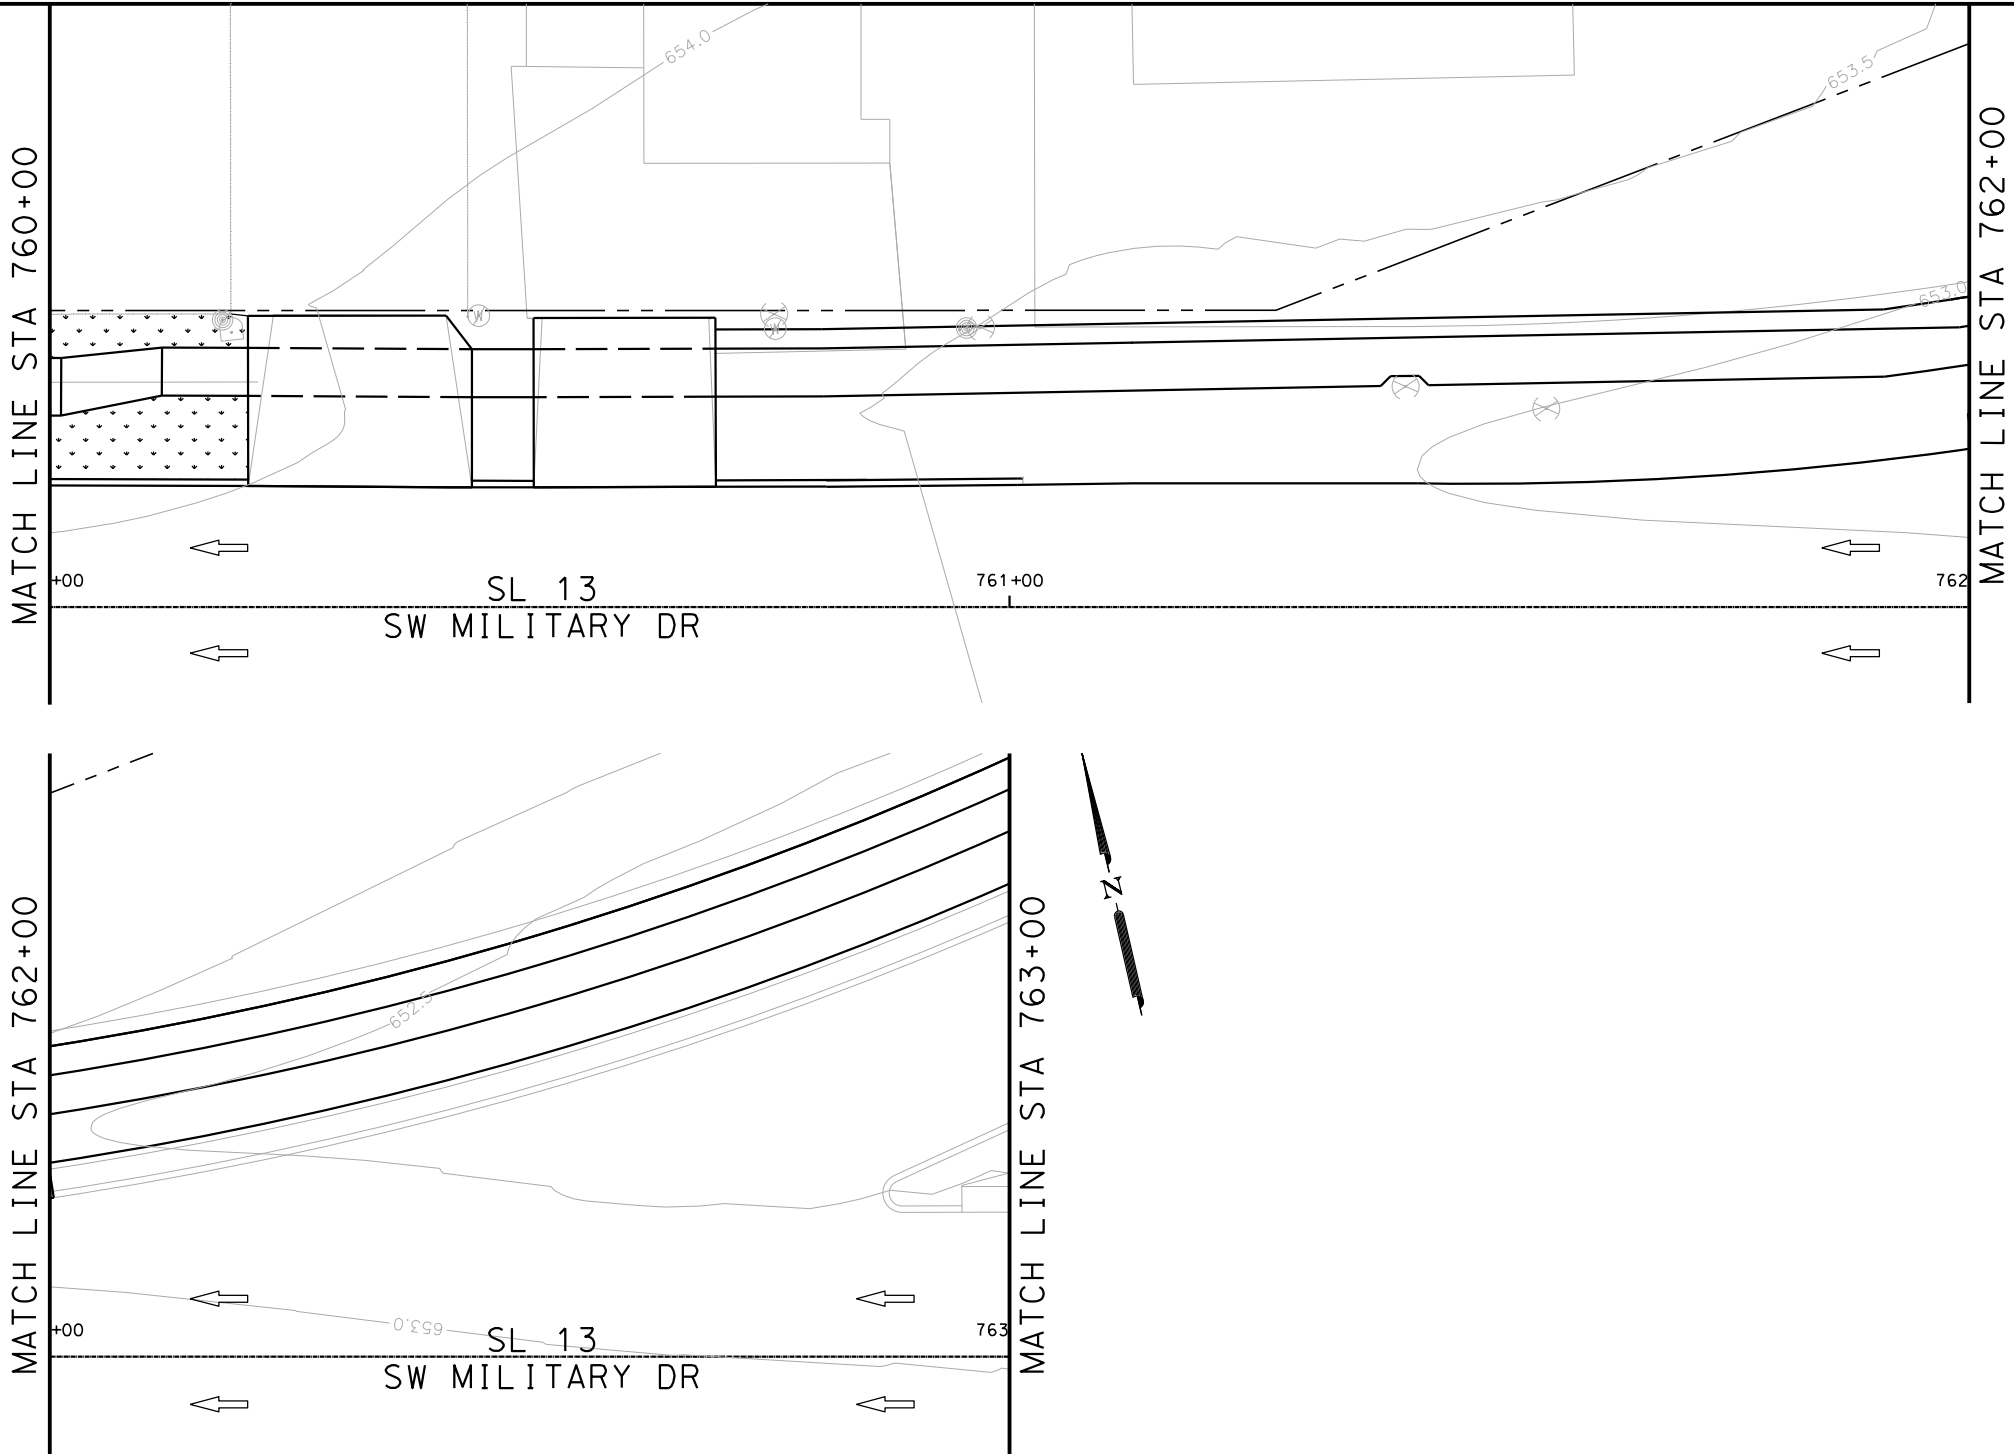 654.0
653.5
MATCH LINE STA 760+00
MATCH LINE STA 762+00
653.0
W
W
+00
SL 13
761+00
762
SW MILITARY DR
MATCH LINE STA 762+00
MATCH LINE STA 763+00
N
652.5
653.0
+00
SL 13
763
SW MILITARY DR